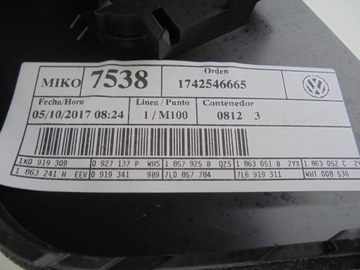 Orden
MIKO 7538 1742546665
Fecha/Hora Linea / Punto Contenedor
05/10/2017 08:24 1 / M100 0812 3
1K0 919 309 0 927 137 P WHS 1 867 925 B QZS 1 863 051 B 2YX 1 863 052 C 2Y
1 863 241 H EEV 0 919 341 989 7L0 867 784 7L6 919 311 WHT 000 536